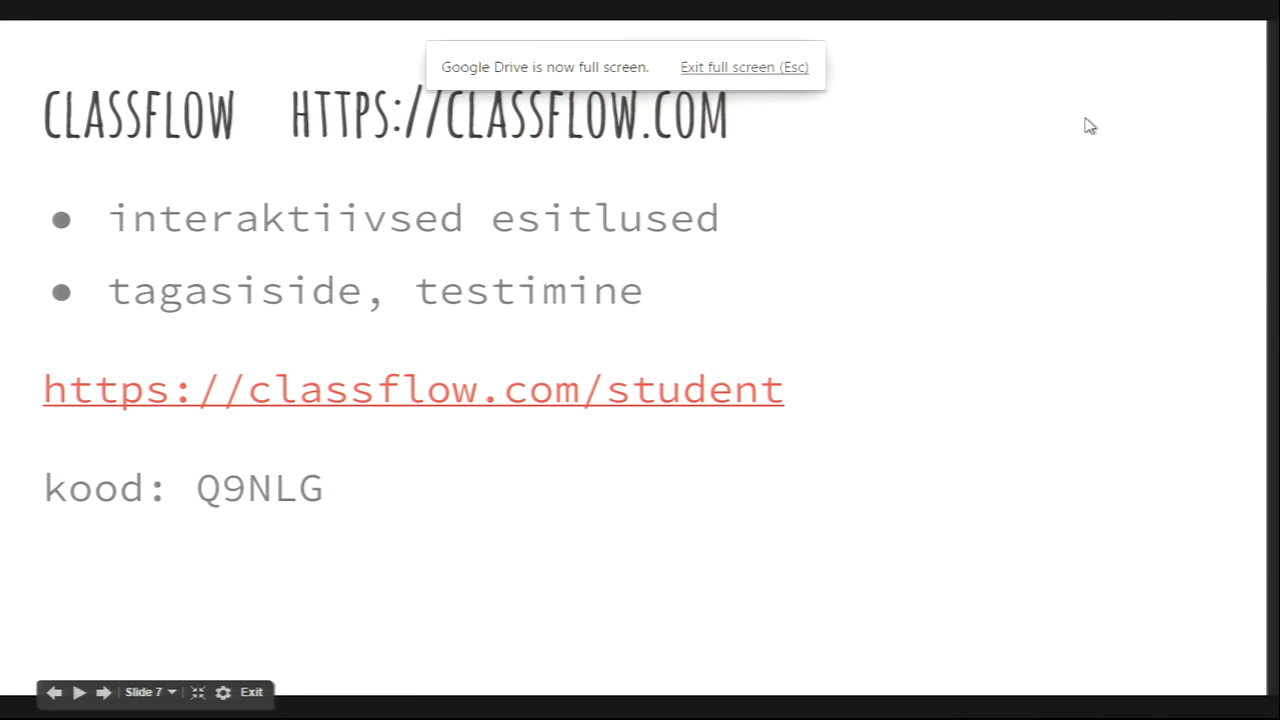 Google Drive is now full screen. Exit full screen (Esc)
CLASSFLOW HTTPS://CLASSFLOW.COM
● interaktiivsed esitlused
● tagasiside, testimine
https://classflow.com/student
kood: Q9NLG
Slide 7 Exit